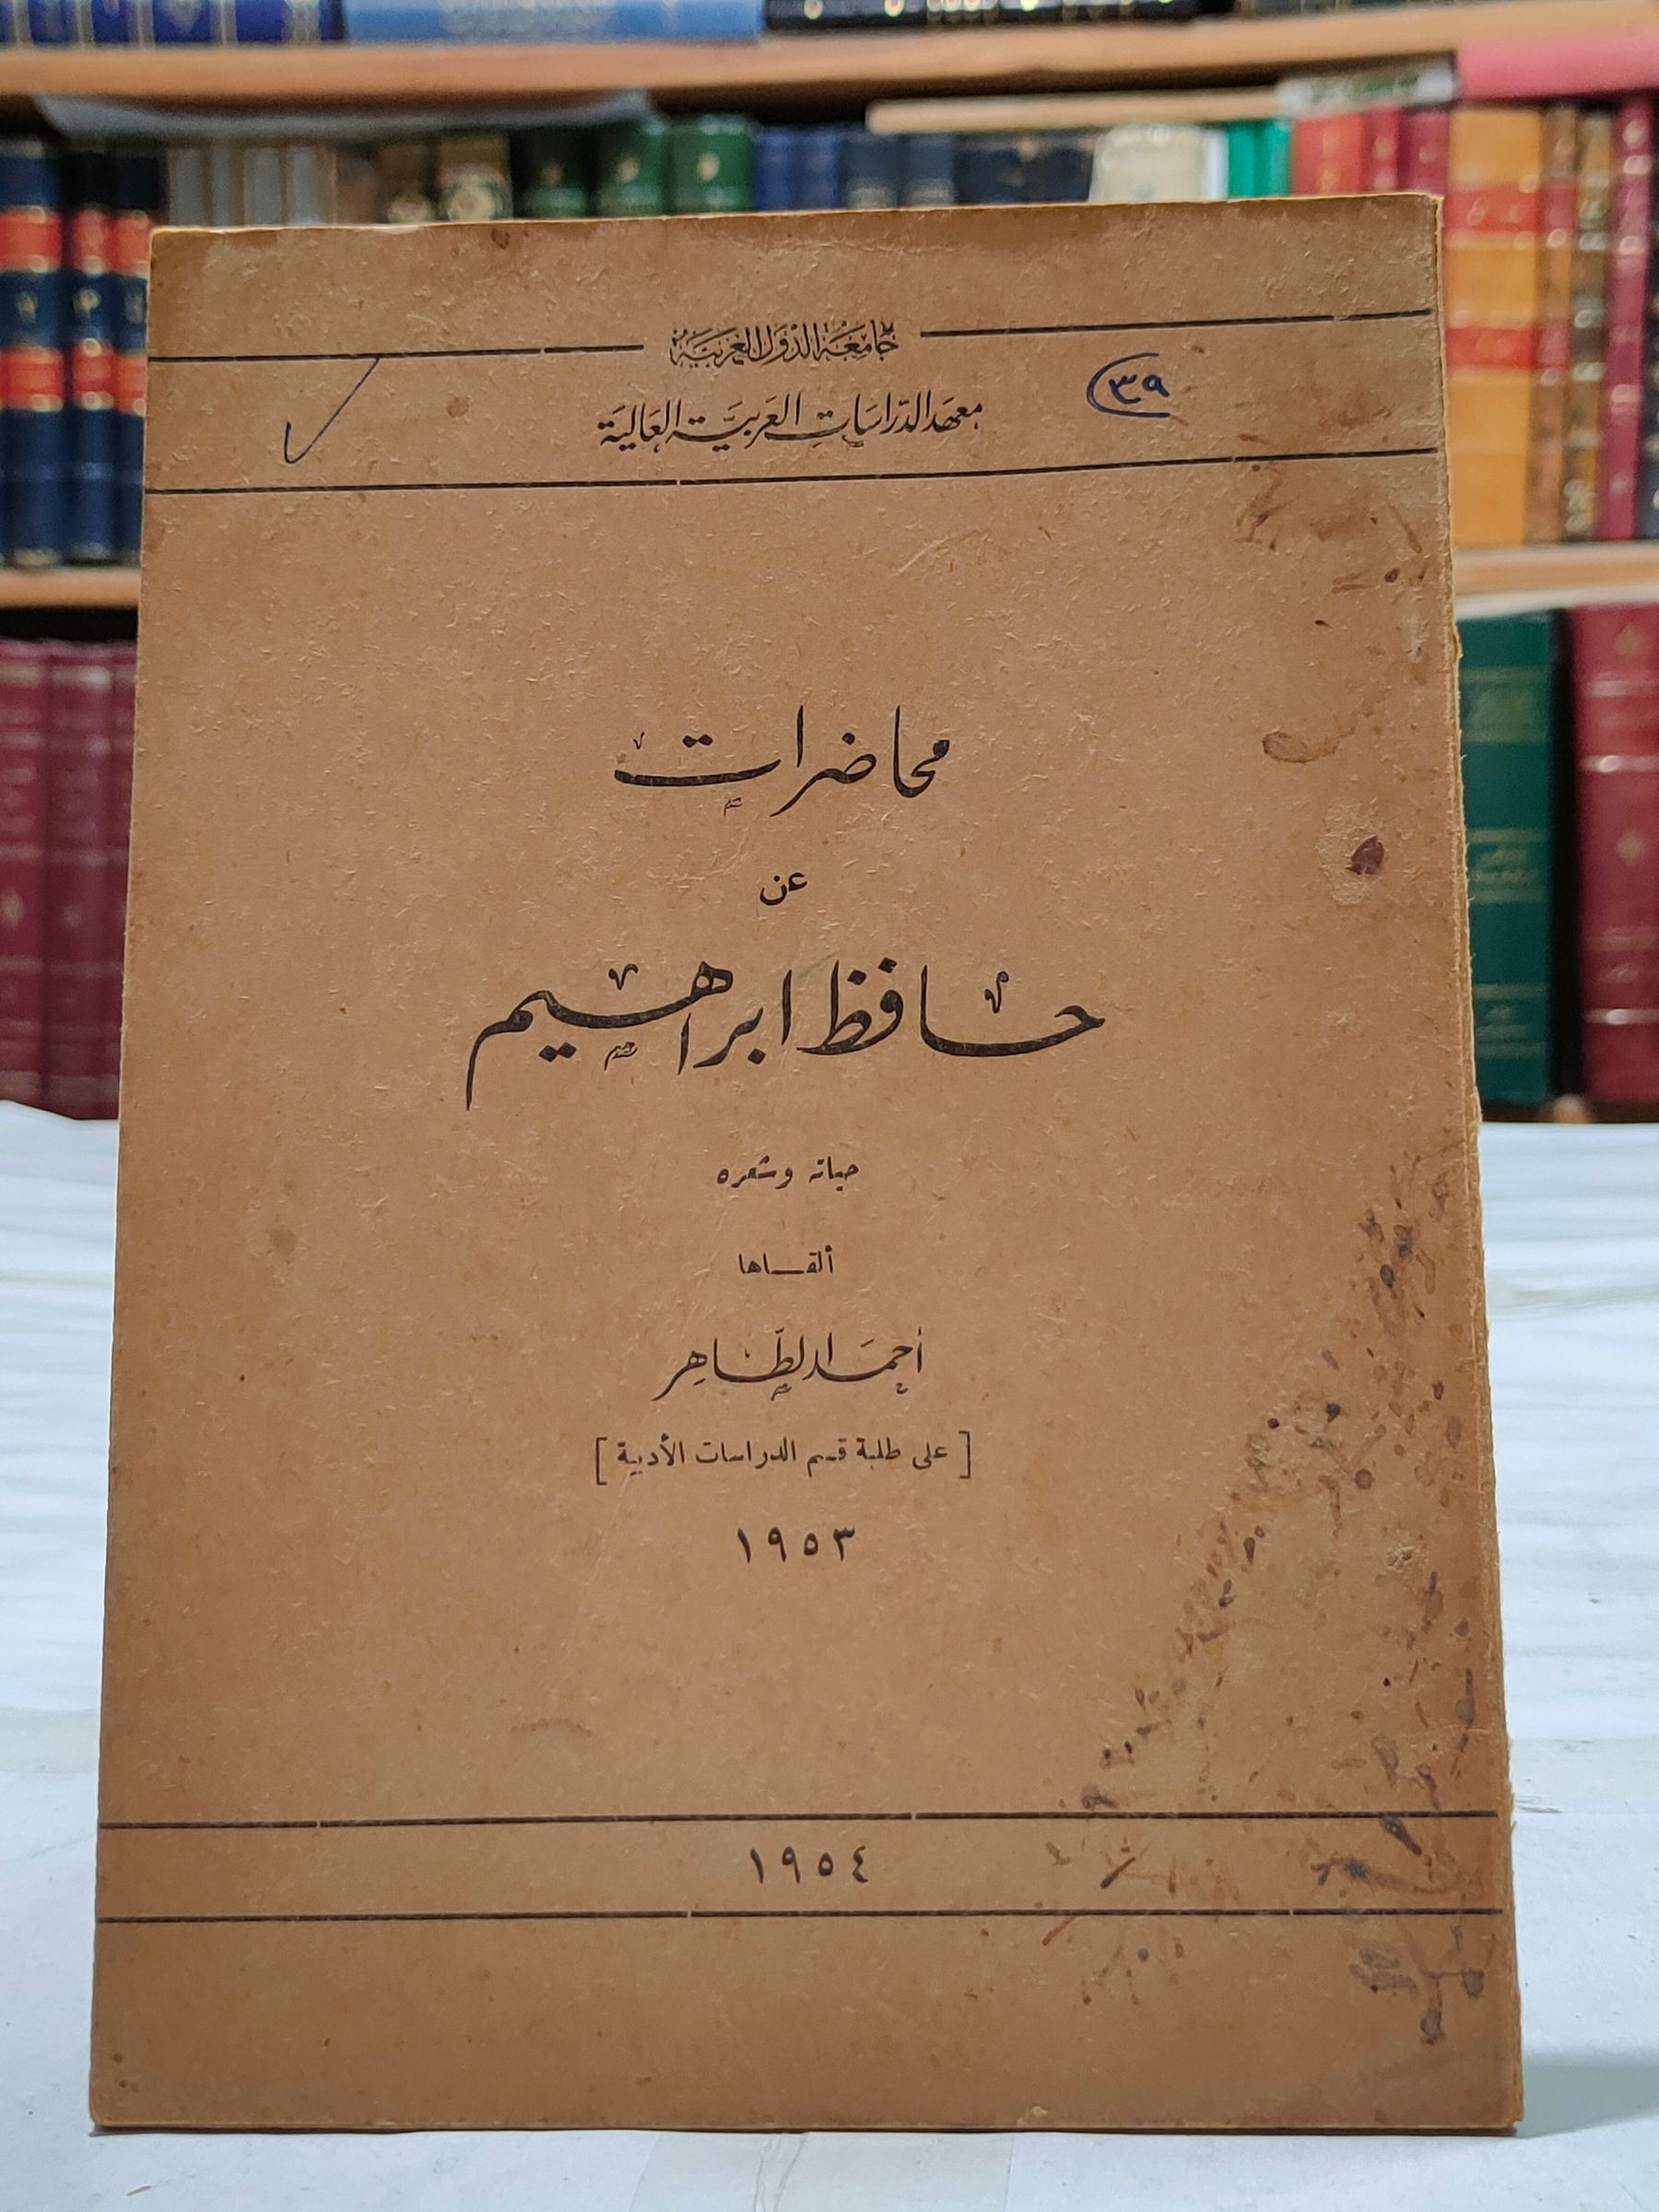 جامعة الدول العربية
معهد الدراسات العربية العالية
٣٩
محاضرات
عن
حافظ ابراهيم
حياته وشعره
ألقــاها
أحمد الطاهر
[ على طلبة قسم الدراسات الأدبية ]
١٩٥٣
١٩٥٤